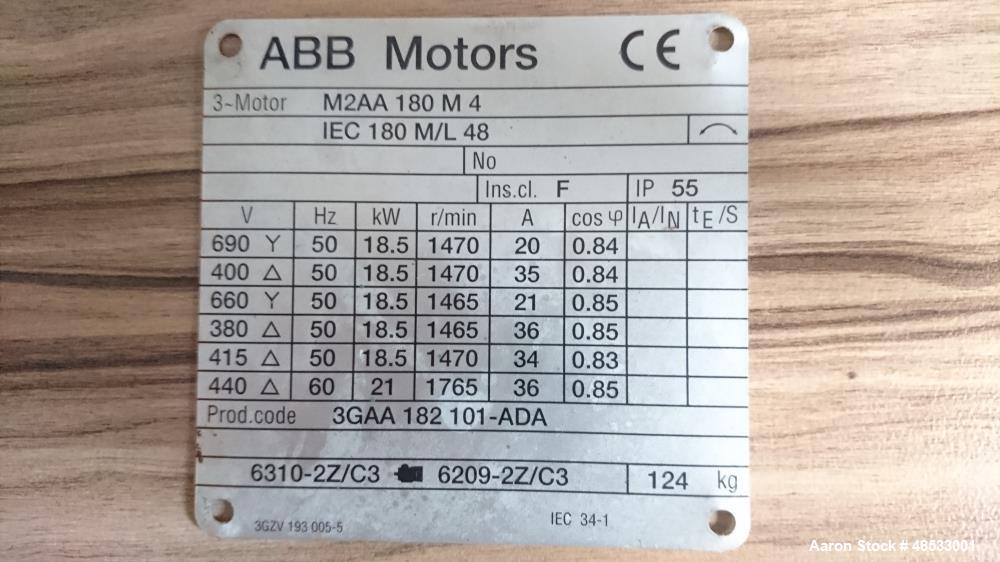 ABB Motors CE
3~Motor M2AA 180 M 4
IEC 180 M/L 48
No
Ins.cl. F IP 55
V Hz kW r/min A cos φ IA/IN tE/S
690 Y 50 18.5 1470 20 0.84
400 △ 50 18.5 1470 35 0.84
660 Y 50 18.5 1465 21 0.85
380 △ 50 18.5 1465 36 0.85
415 △ 50 18.5 1470 34 0.83
440 △ 60 21 1765 36 0.85
Prod.code 3GAA 182 101-ADA
6310-2Z/C3 6209-2Z/C3 124 kg
3GZV 193 005-5 IEC 34-1
Aaron Stock # 48533001